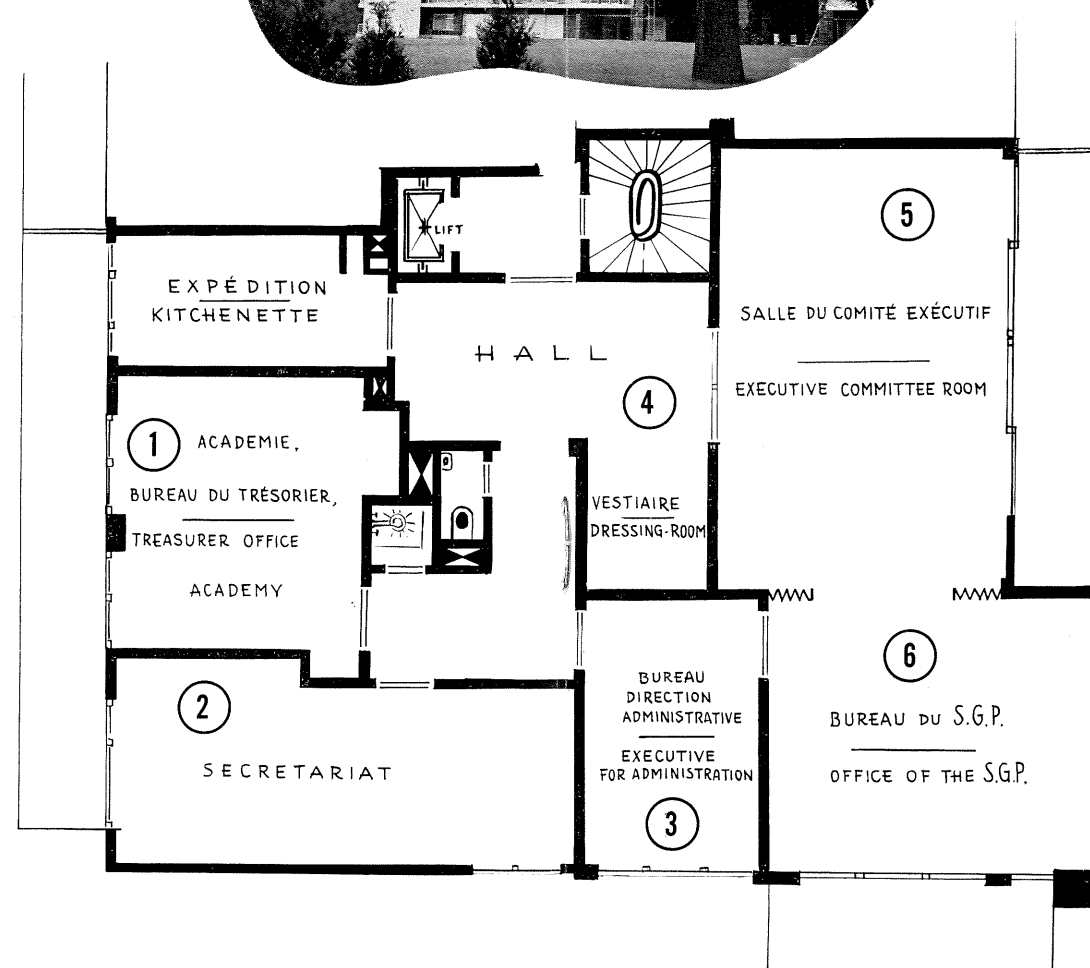 LIFT
EXPÉDITION
KITCHENETTE
HALL
4
VESTIAIRE
DRESSING-ROOM
5
SALLE DU COMITÉ EXÉCUTIF
EXECUTIVE COMMITTEE ROOM
1 ACADEMIE,
BUREAU DU TRÉSORIER,
TREASURER OFFICE
ACADEMY
2
SECRETARIAT
BUREAU
DIRECTION
ADMINISTRATIVE
EXECUTIVE
FOR ADMINISTRATION
3
6
BUREAU DU S.G.P.
OFFICE OF THE S.G.P.